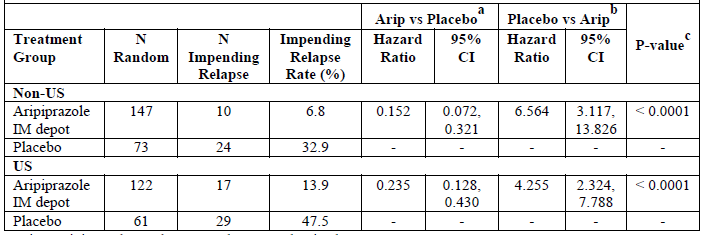 Arip vs Placebo a Placebo vs Arip b
Treatment Group N Random N Impending Relapse Impending Relapse Rate (%) Hazard Ratio 95% CI Hazard Ratio 95% CI P-value c
Non-US
Aripiprazole IM depot 147 10 6.8 0.152 0.072, 0.321 6.564 3.117, 13.826 < 0.0001
Placebo 73 24 32.9 - - - - -
US
Aripiprazole IM depot 122 17 13.9 0.235 0.128, 0.430 4.255 2.324, 7.788 < 0.0001
Placebo 61 29 47.5 - - - - -